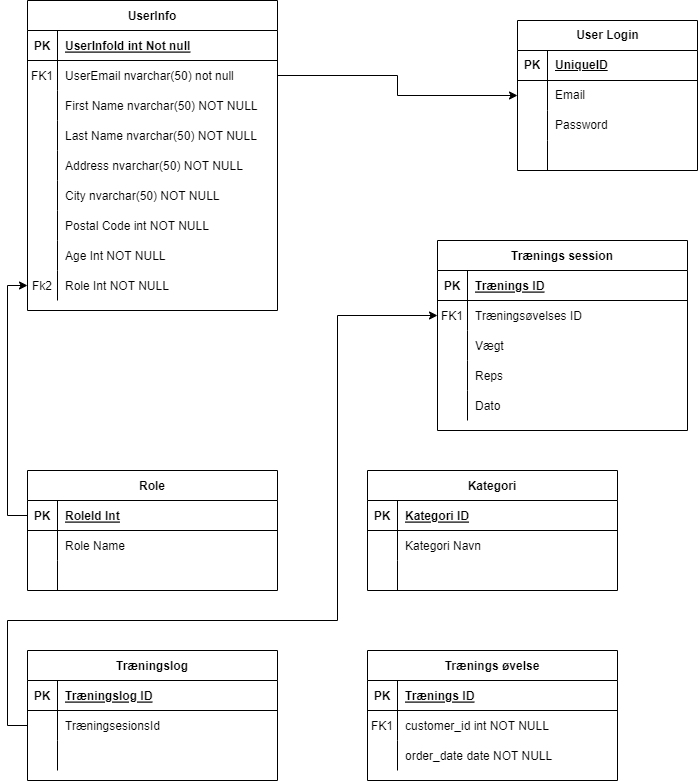 UserInfo
PK UserInfoId int Not null
FK1 UserEmail nvarchar(50) not null
First Name nvarchar(50) NOT NULL
Last Name nvarchar(50) NOT NULL
Address nvarchar(50) NOT NULL
City nvarchar(50) NOT NULL
Postal Code int NOT NULL
Age Int NOT NULL
Fk2 Role Int NOT NULL
User Login
PK UniqueID
Email
Password
Trænings session
PK Trænings ID
FK1 Træningsøvelses ID
Vægt
Reps
Dato
Role
PK RoleId Int
Role Name
Kategori
PK Kategori ID
Kategori Navn
Træningslog
PK Træningslog ID
TræningsesionsId
Trænings øvelse
PK Trænings ID
FK1 customer_id int NOT NULL
order_date date NOT NULL